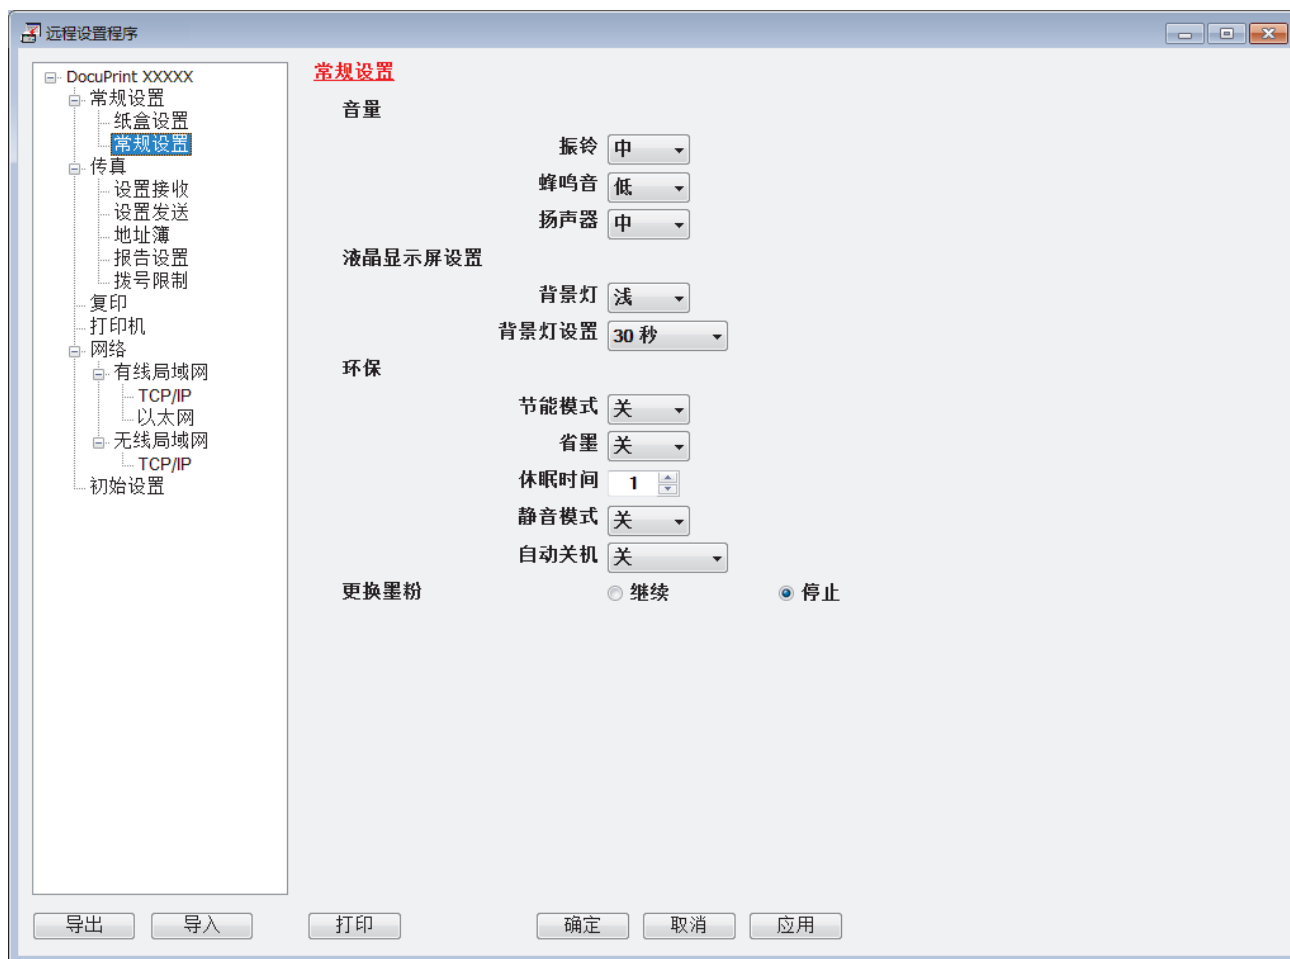 远程设置程序
DocuPrint XXXXX
常规设置
纸盒设置
常规设置
传真
设置接收
设置发送
地址簿
报告设置
拨号限制
复印
打印机
网络
有线局域网
TCP/IP
以太网
无线局域网
TCP/IP
初始设置
常规设置
音量
振铃 中
蜂鸣音 低
扬声器 中
液晶显示屏设置
背景灯 浅
背景灯设置 30 秒
环保
节能模式 关
省墨 关
休眠时间 1
静音模式 关
自动关机 关
更换墨粉 继续 停止
导出 导入 打印 确定 取消 应用